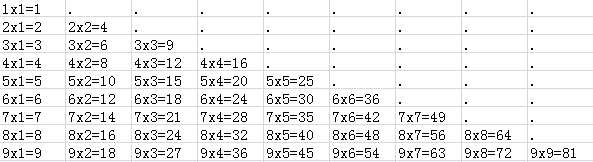 1x1=1 . . . . . . . .
2x1=2 2x2=4 . . . . . . .
3x1=3 3x2=6 3x3=9 . . . . . .
4x1=4 4x2=8 4x3=12 4x4=16 . . . . .
5x1=5 5x2=10 5x3=15 5x4=20 5x5=25 . . . .
6x1=6 6x2=12 6x3=18 6x4=24 6x5=30 6x6=36 . . .
7x1=7 7x2=14 7x3=21 7x4=28 7x5=35 7x6=42 7x7=49 . .
8x1=8 8x2=16 8x3=24 8x4=32 8x5=40 8x6=48 8x7=56 8x8=64 .
9x1=9 9x2=18 9x3=27 9x4=36 9x5=45 9x6=54 9x7=63 9x8=72 9x9=81